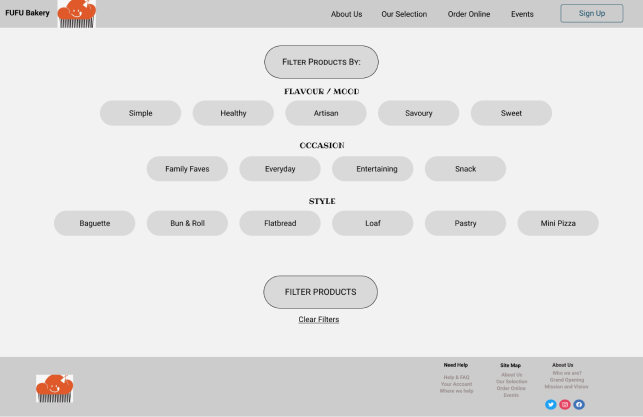 FUFU Bakery
About Us Our Selection Order Online Events Sign Up
FILTER PRODUCTS BY:
FLAVOUR / MOOD
Simple Healthy Artisan Savoury Sweet
OCCASION
Family Faves Everyday Entertaining Snack
STYLE
Baguette Bun & Roll Flatbread Loaf Pastry Mini Pizza
FILTER PRODUCTS
Clear Filters
Need Help
Help & FAQ
Your Account
Where we help
Site Map
About Us
Our Selection
Order Online
Events
About Us
Who we are?
Grand Opening
Mission and Vision